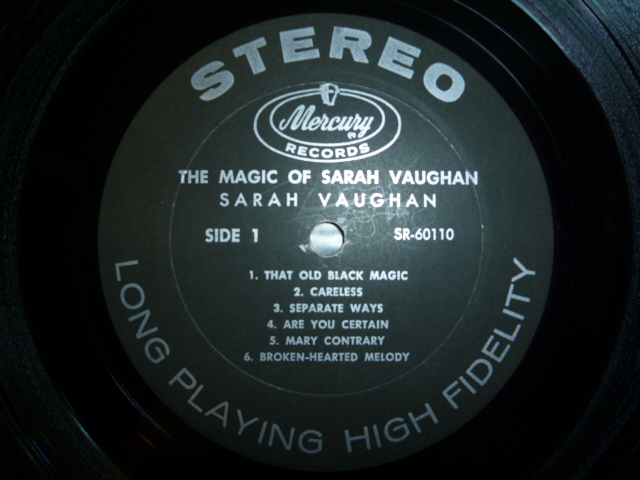 STEREO
Mercury
RECORDS
THE MAGIC OF SARAH VAUGHAN
SARAH VAUGHAN
SIDE 1 SR-60110
1. THAT OLD BLACK MAGIC
2. CARELESS
3. SEPARATE WAYS
4. ARE YOU CERTAIN
5. MARY CONTRARY
6. BROKEN-HEARTED MELODY
LONG PLAYING HIGH FIDELITY